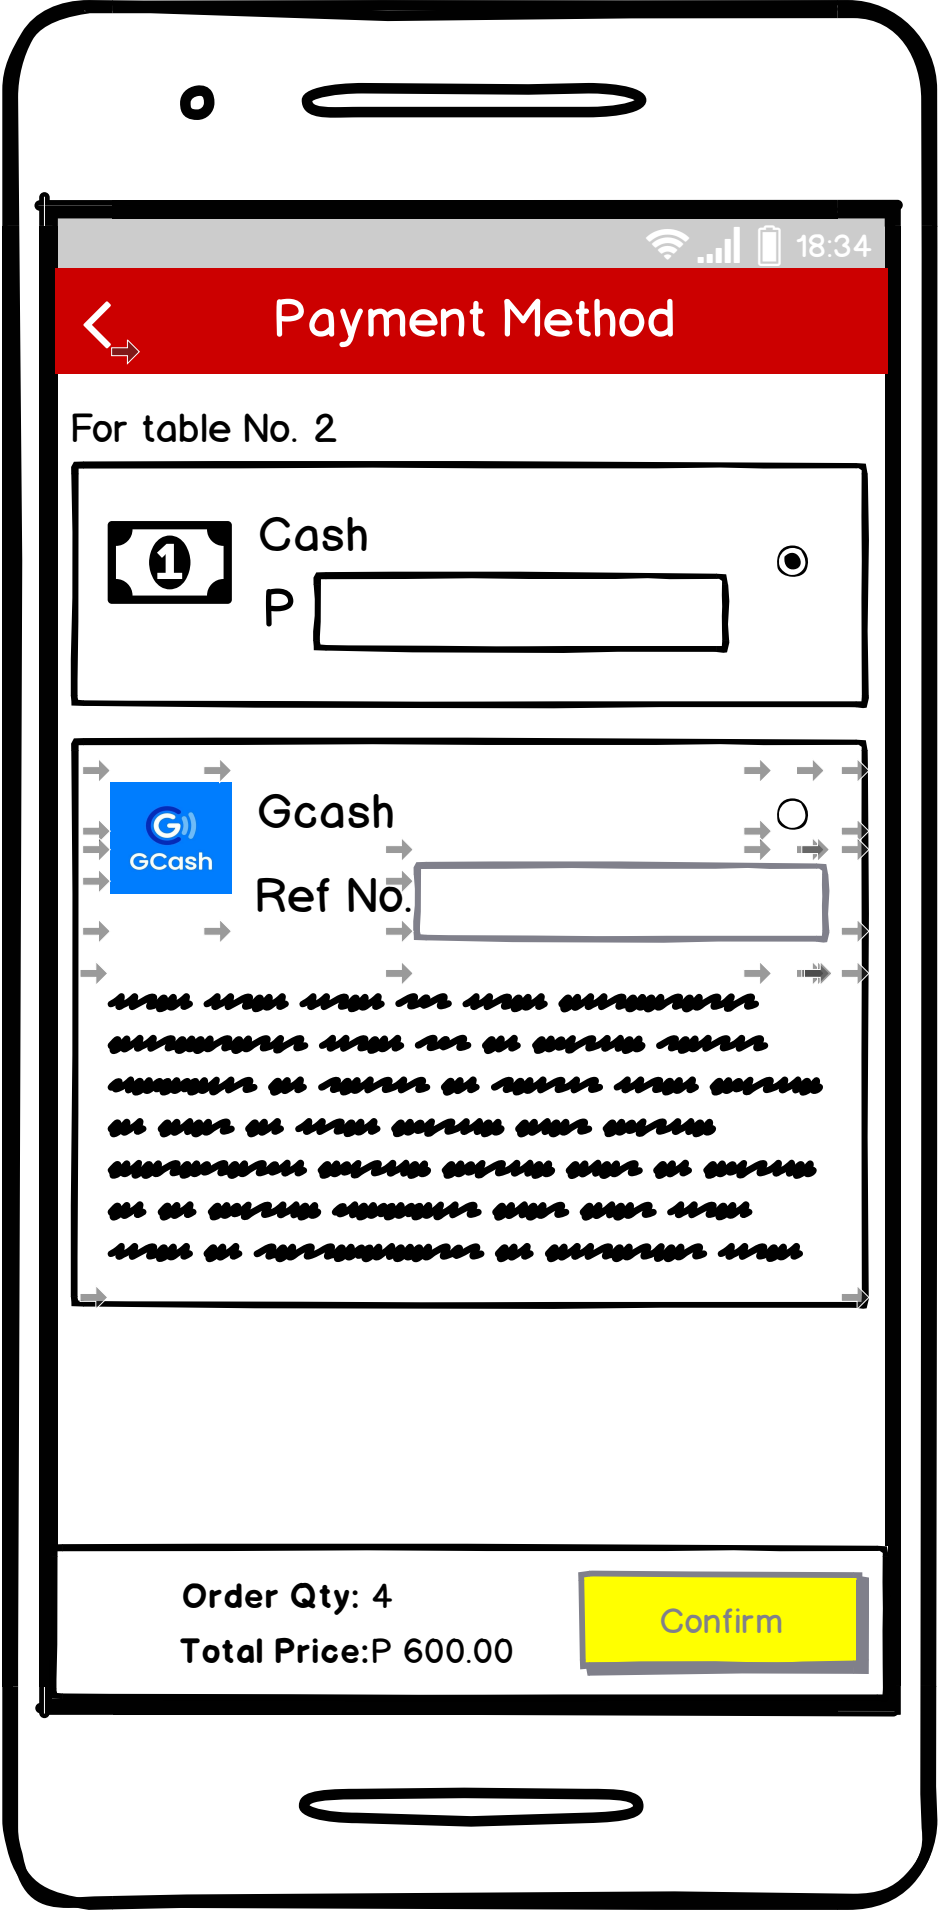 18:34
Payment Method
For table No. 2
1
Cash
P
Gcash
G
GCash
Ref No.
Order Qty: 4
Total Price:P 600.00
Confirm